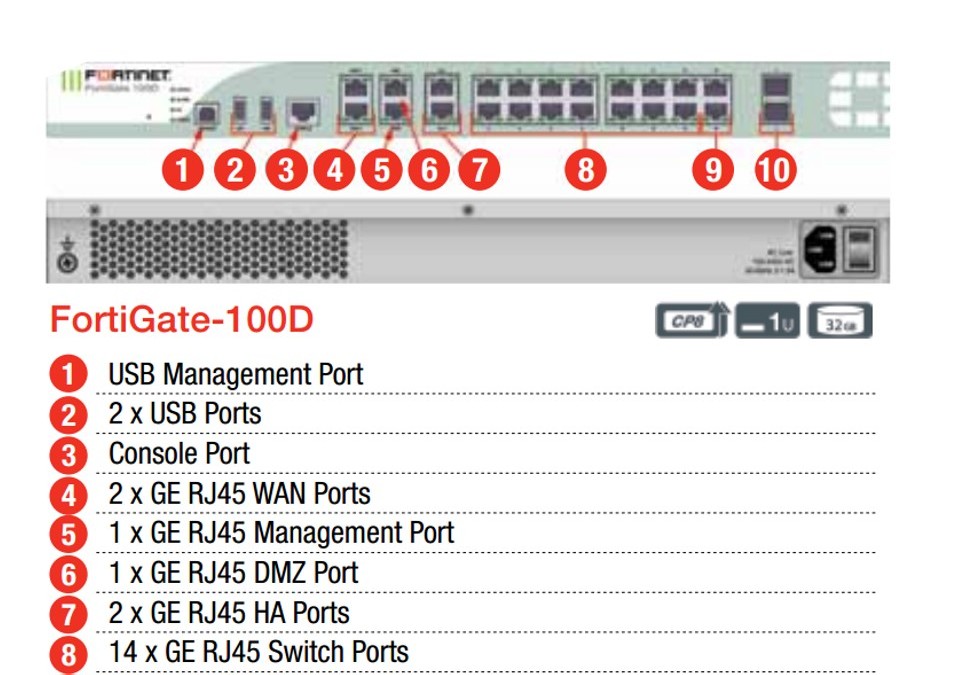 FORTINET
FortiGate 100D
1 2 3 4 5 6 7 8 9 10
FortiGate-100D
CP8 1U 32GB
1 USB Management Port
2 2 x USB Ports
3 Console Port
4 2 x GE RJ45 WAN Ports
5 1 x GE RJ45 Management Port
6 1 x GE RJ45 DMZ Port
7 2 x GE RJ45 HA Ports
8 14 x GE RJ45 Switch Ports